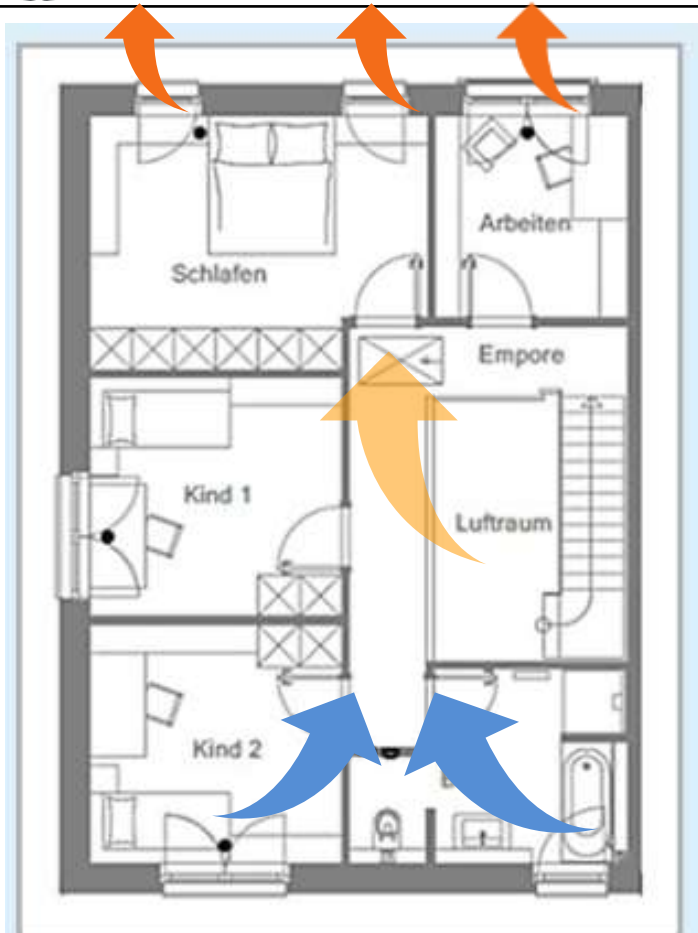 Arbeiten
Schlafen
Empore
Kind 1
Luftraum
Kind 2